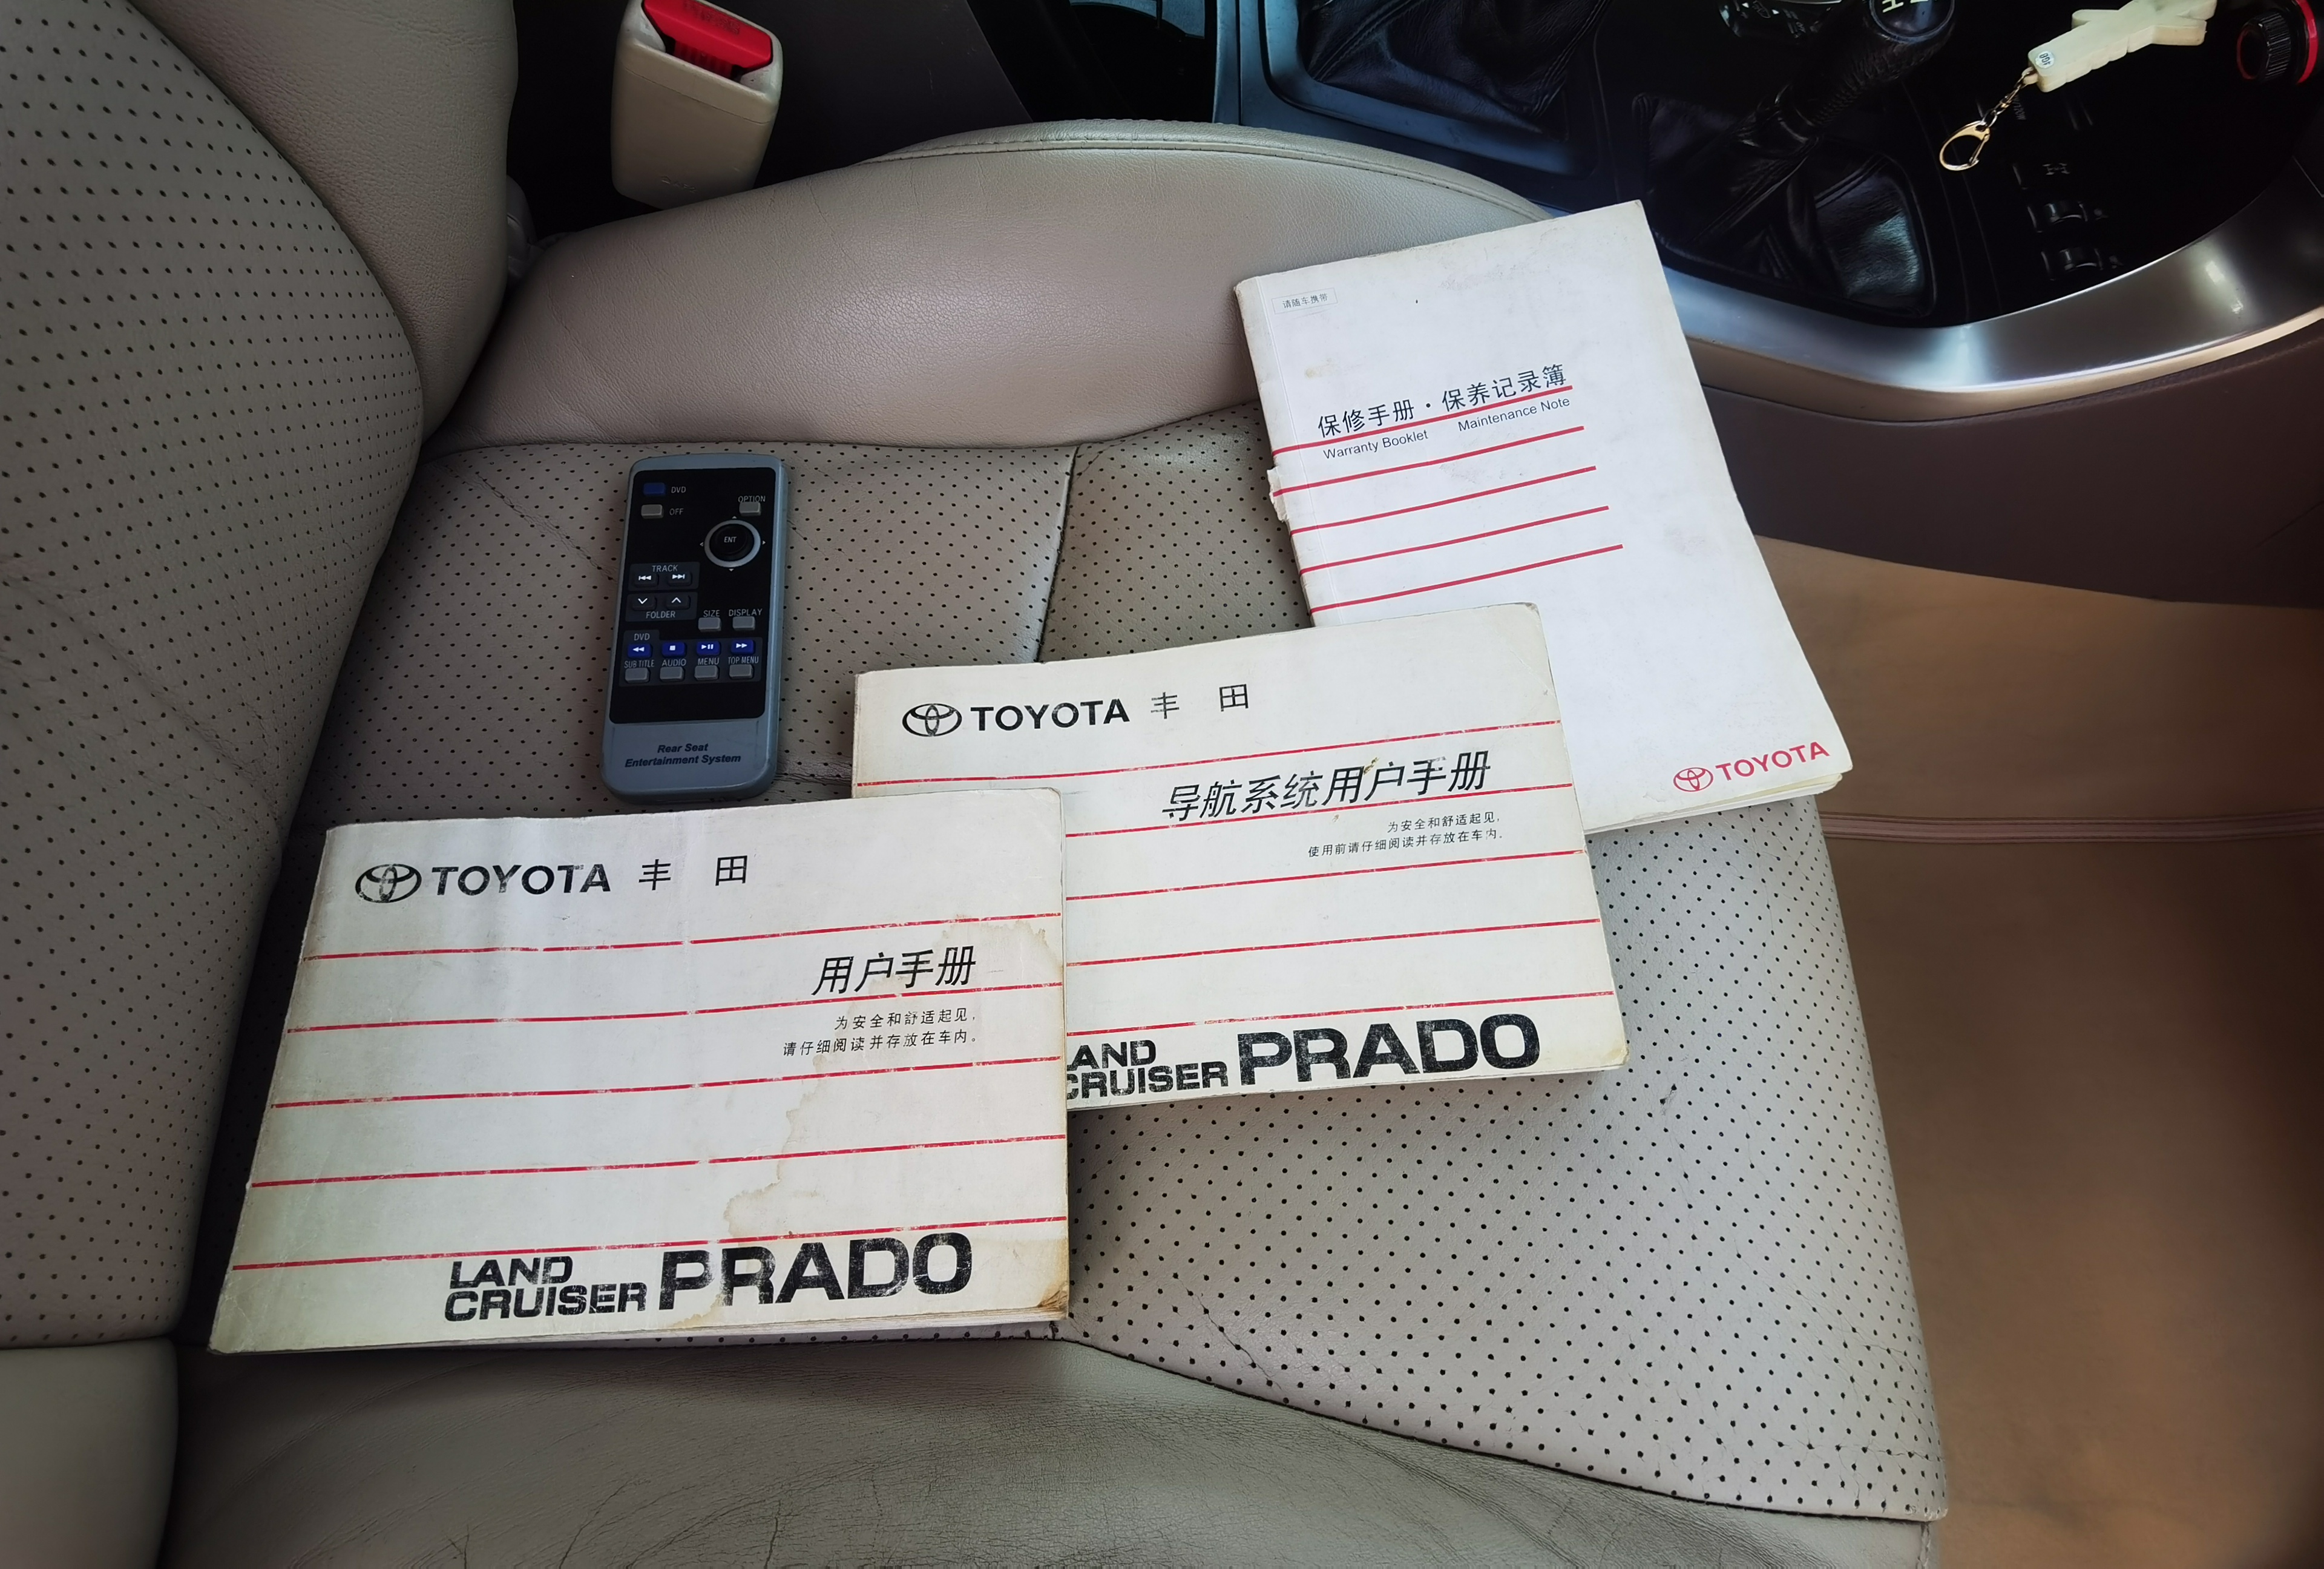 请随车携带
保修手册·保养记录簿
Warranty Booklet Maintenance Note
TOYOTA
DVD
OPTION
OFF
ENT
TRACK
FOLDER
SIZE DISPLAY
DVD
SUB TITLE AUDIO MENU TOP MENU
Rear Seat
Entertainment System
TOYOTA 丰 田
导航系统用户手册
为安全和舒适起见,
使用前请仔细阅读并存放在车内。
AND
CRUISER PRADO
TOYOTA 丰 田
用户手册
为安全和舒适起见,
请仔细阅读并存放在车内。
LAND
CRUISER PRADO